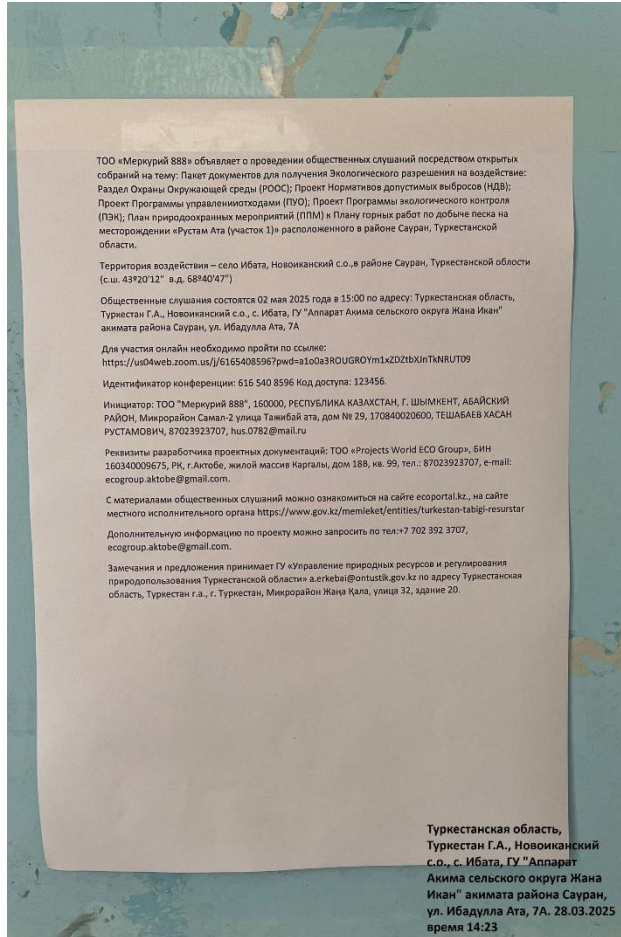 ТОО «Меркурий 888» объявляет о проведении общественных слушаний посредством открытых
собраний на тему: Пакет документов для получения Экологического разрешения на воздействие:
Раздел Охраны Окружающей среды (РООС); Проект Нормативов допустимых выбросов (НДВ);
Проект Программы управленниюотходами (ПУО); Проект Программы экологического контроля
(ПЭК); План природоохранных мероприятий (ППМ) к Плану горных работ по добыче песка на
месторождении «Рустам Ата (участок 1)» расположенного в районе Сауран, Туркестанской
области.
Территория воздействия – село Ибата, Новоиканский с.о.,в районе Сауран, Туркестанской облости
(с.ш. 43º20'12" в.д. 68º40'47")
Общественные слушания состоятся 02 мая 2025 года в 15:00 по адресу: Туркестанская область,
Туркестан Г.А., Новоиканский с.о., с. Ибата, ГУ "Аппарат Акима сельского округа Жана Икан"
акимата района Сауран, ул. Ибадулла Ата, 7А
Для участия онлайн необходимо пройти по ссылке:
https://us04web.zoom.us/j/6165408596?pwd=a1o0a3ROUGROYm1xZDZtbXJnTkNRUT09
Идентификатор конференции: 616 540 8596 Код доступа: 123456.
Инициатор: ТОО "Меркурий 888", 160000, РЕСПУБЛИКА КАЗАХСТАН, Г. ШЫМКЕНТ, АБАЙСКИЙ
РАЙОН, Микрорайон Самал-2 улица Тажибай ата, дом № 29, 170840020600, ТЕШАБАЕВ ХАСАН
РУСТАМОВИЧ, 87023923707, hus.0782@mail.ru
Реквизиты разработчика проектных документаций: ТОО «Projects World ECO Group», БИН
160340009675, РК, г.Актобе, жилой массив Каргалы, дом 18В, кв. 99, тел.: 87023923707, e-mail:
ecogroup.aktobe@gmail.com.
С материалами общественных слушаний можно ознакомиться на сайте ecoportal.kz., на сайте
местного исполнительного органа https://www.gov.kz/memleket/entities/turkestan-tabigi-resurstar
Дополнительную информацию по проекту можно запросить по тел:+7 702 392 3707,
ecogroup.aktobe@gmail.com.
Замечания и предложения принимает ГУ «Управление природных ресурсов и регулирования
природопользования Туркестанской области» a.erkebai@ontustik.gov.kz по адресу Туркестанская
область, Туркестан г.а., г. Туркестан, Микрорайон Жаңа Қала, улица 32, здание 20.
Туркестанская область,
Туркестан Г.А., Новоиканский
с.о., с. Ибата, ГУ "Аппарат
Акима сельского округа Жана
Икан" акимата района Сауран,
ул. Ибадулла Ата, 7А. 28.03.2025
время 14:23